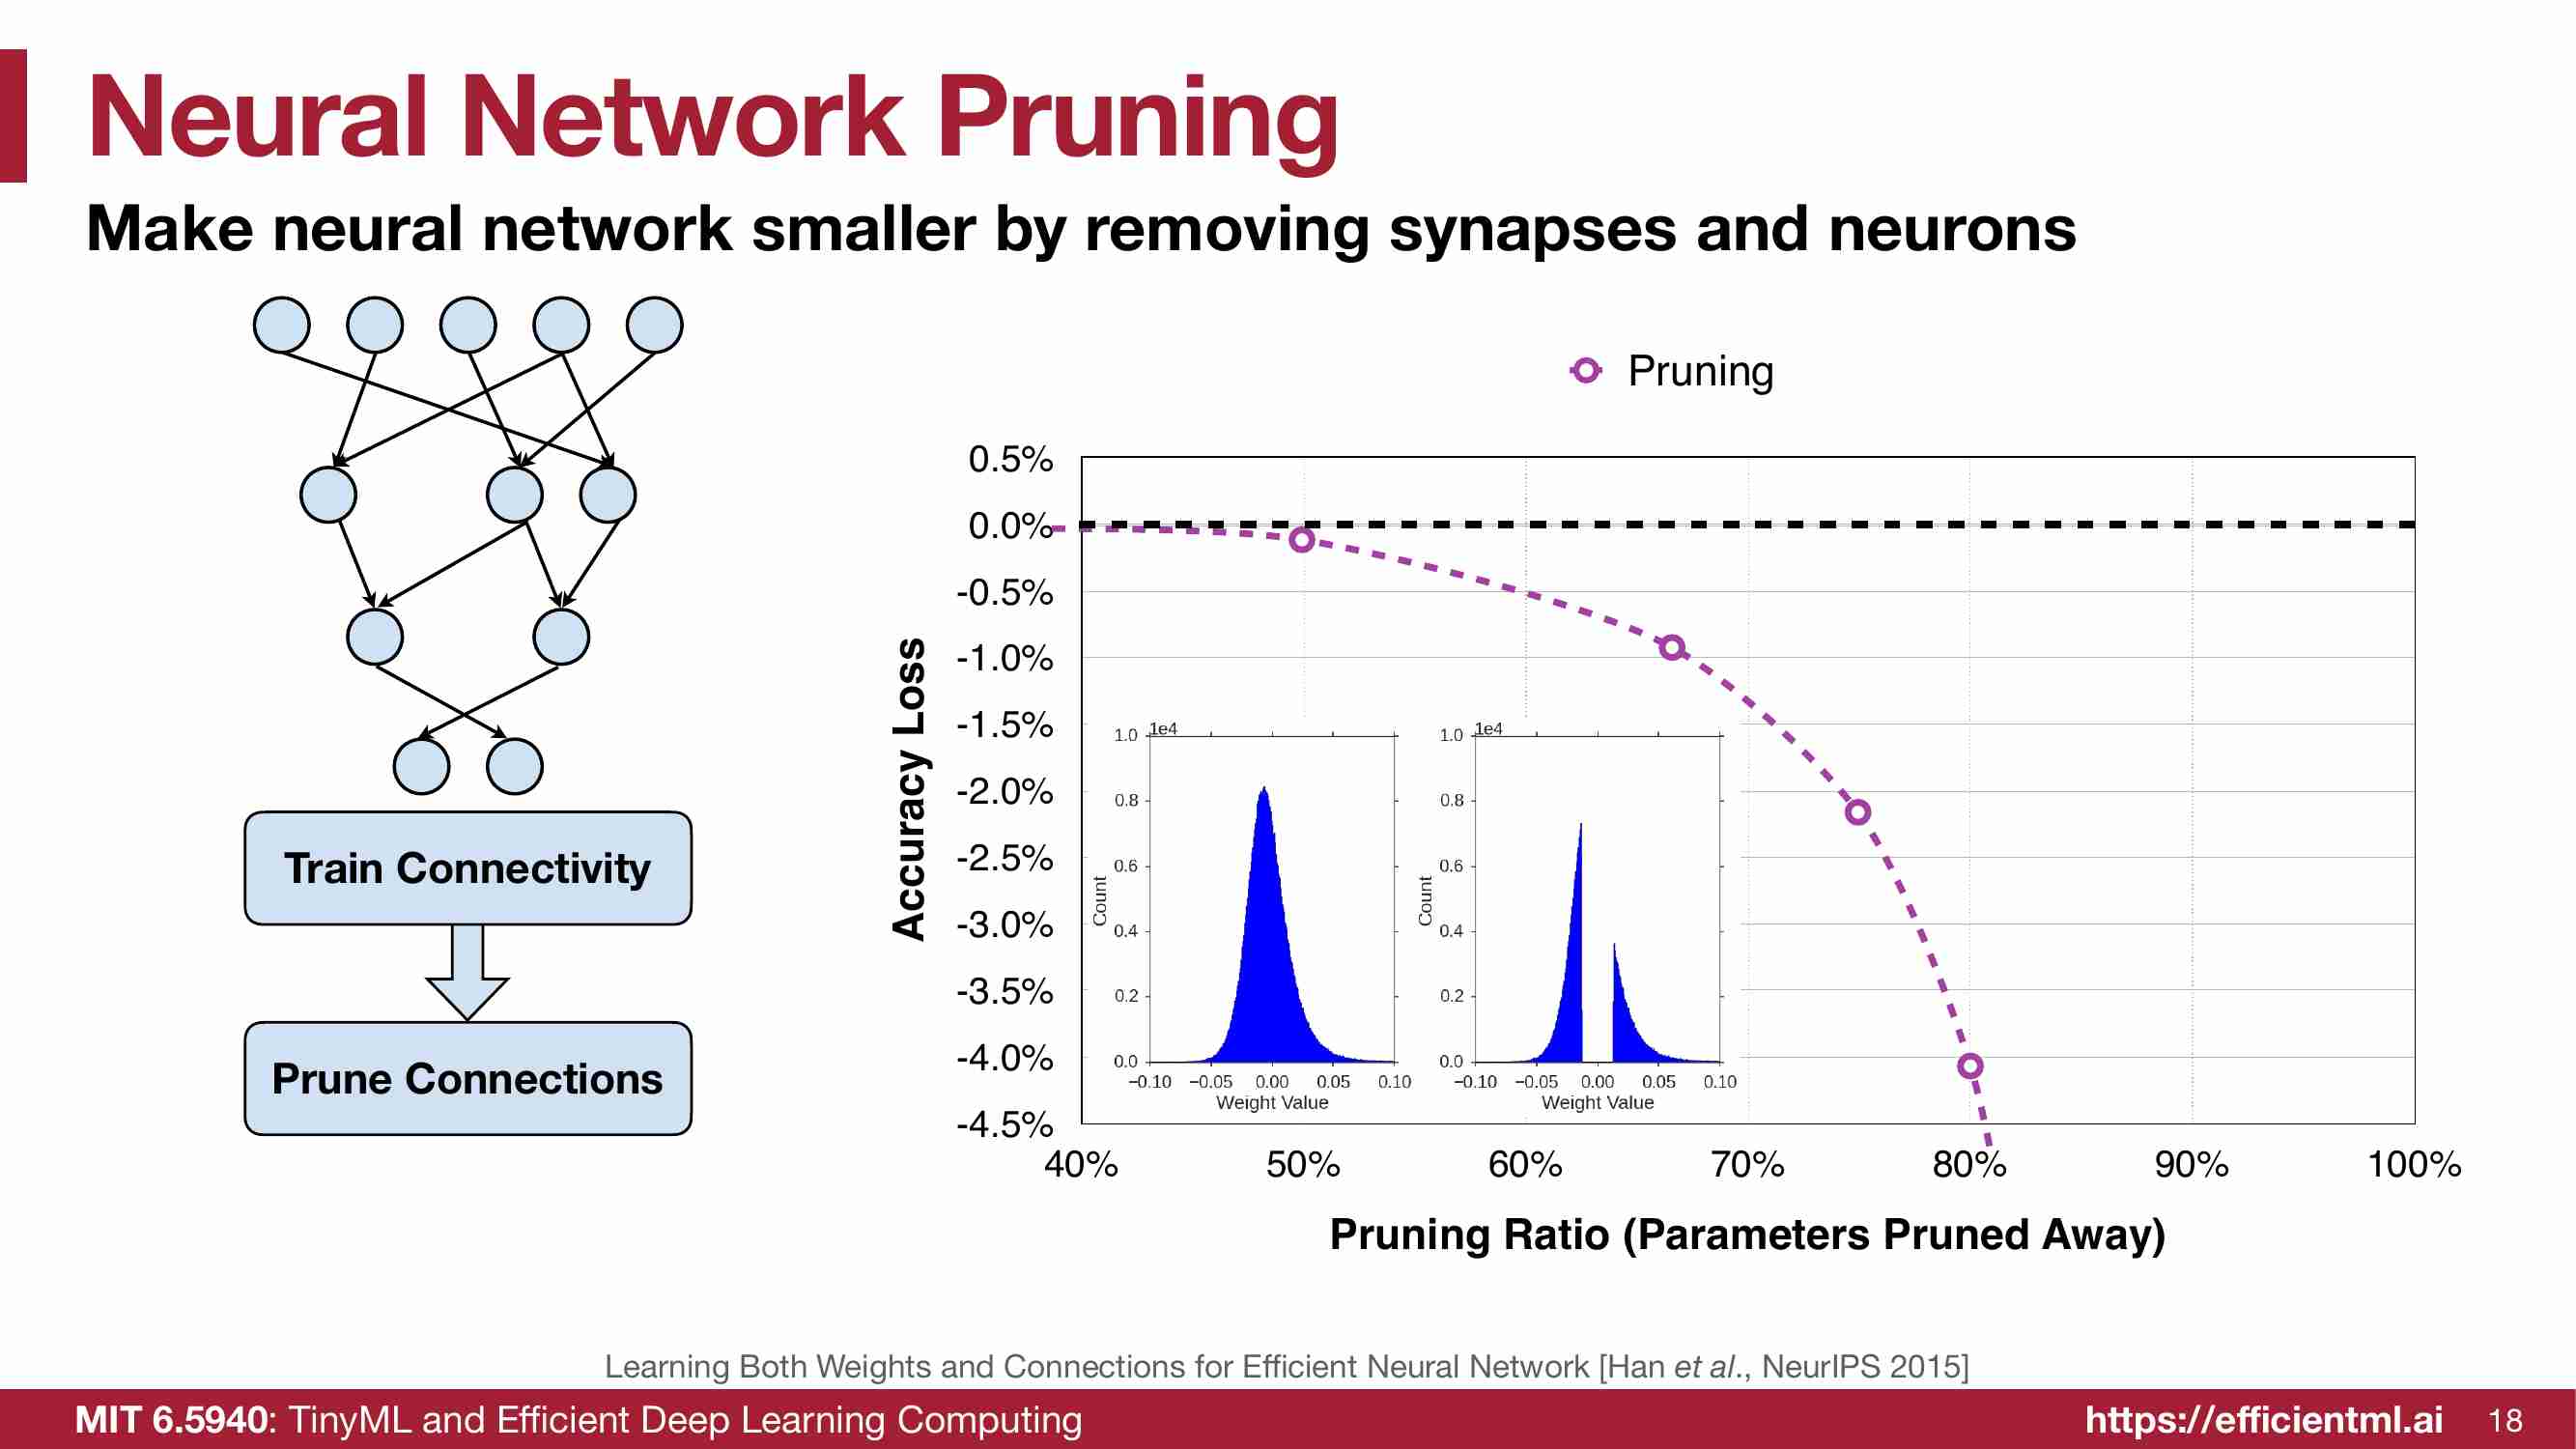 Neural Network Pruning
Make neural network smaller by removing synapses and neurons
Train Connectivity
Prune Connections
Pruning
Accuracy Loss
0.5%
0.0%
-0.5%
-1.0%
-1.5%
-2.0%
-2.5%
-3.0%
-3.5%
-4.0%
-4.5%
1e4
1.0
0.8
0.6
0.4
0.2
0.0
Count
−0.10 −0.05 0.00 0.05 0.10
Weight Value
1e4
1.0
0.8
0.6
0.4
0.2
0.0
Count
−0.10 −0.05 0.00 0.05 0.10
Weight Value
40% 50% 60% 70% 80% 90% 100%
Pruning Ratio (Parameters Pruned Away)
Learning Both Weights and Connections for Efficient Neural Network [Han et al., NeurIPS 2015]
MIT 6.5940: TinyML and Efficient Deep Learning Computing
https://efficientml.ai 18